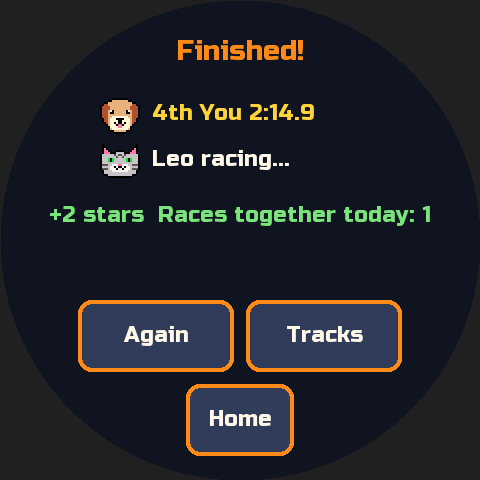 Finished!
4th You 2:14.9
Leo racing...
+2 stars  Races together today: 1
Again
Tracks
Home